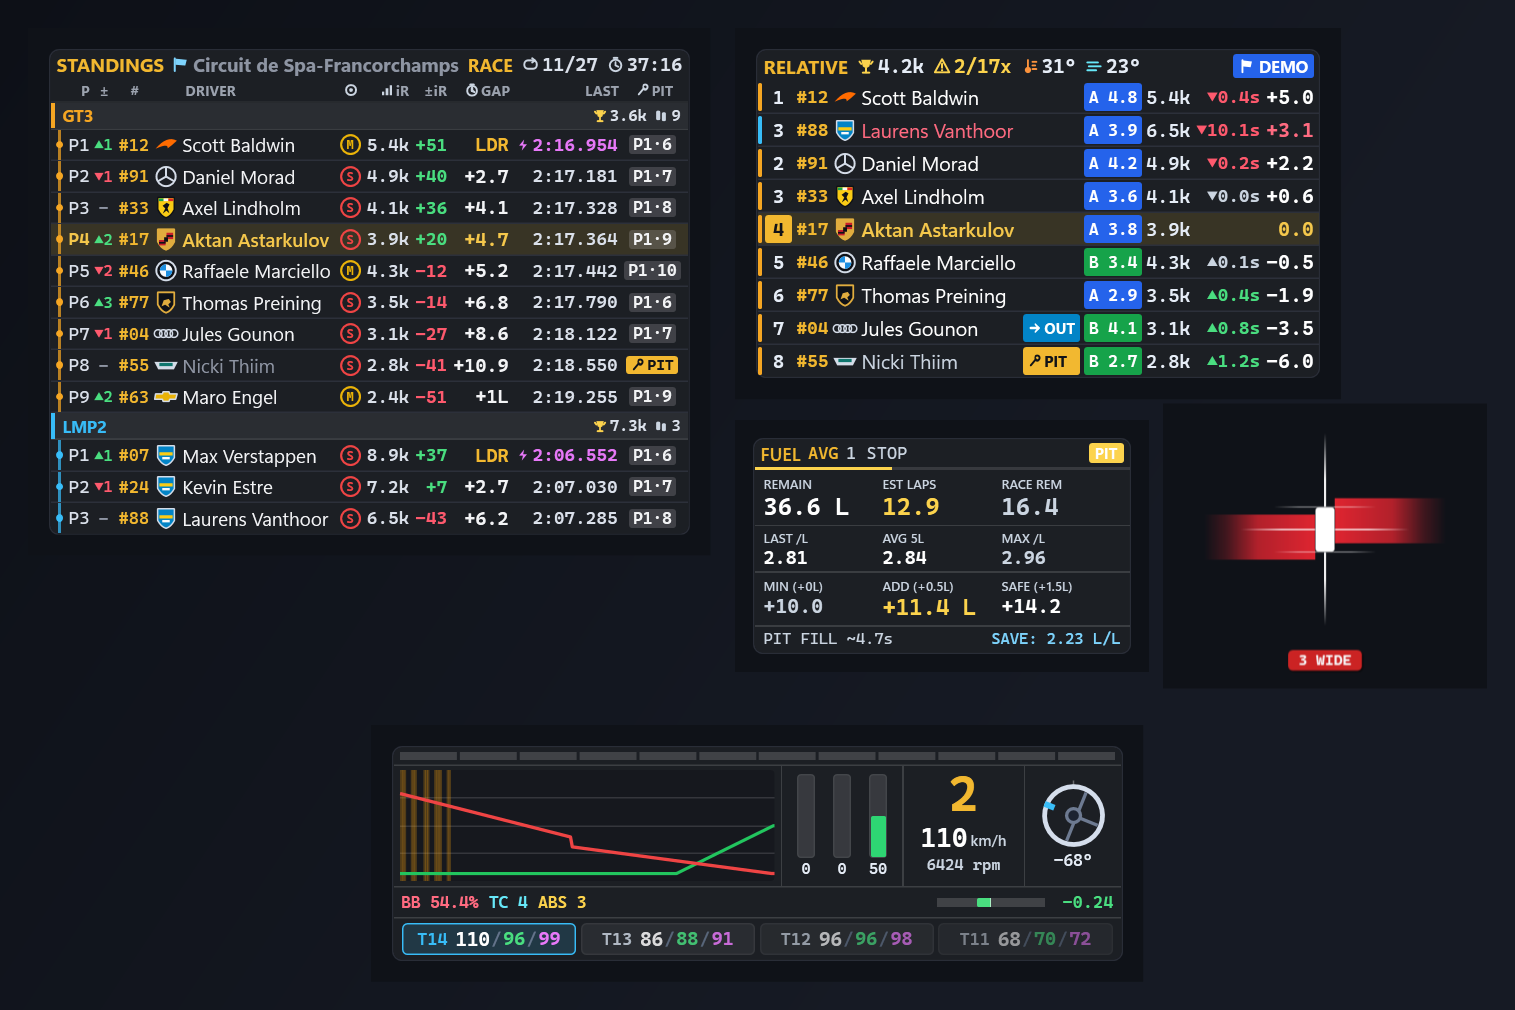 STANDINGS Circuit de Spa-Francorchamps RACE 11/27 37:16
P ± # DRIVER iR ±iR GAP LAST PIT
GT3 3.6k 9
P1 ▲1 #12 Scott Baldwin M 5.4k +51 LDR 2:16.954 P1·6
P2 ▼1 #91 Daniel Morad S 4.9k +40 +2.7 2:17.181 P1·7
P3 – #33 Axel Lindholm S 4.1k +36 +4.1 2:17.328 P1·8
P4 ▲2 #17 Aktan Astarkulov S 3.9k +20 +4.7 2:17.364 P1·9
P5 ▼2 #46 Raffaele Marciello M 4.3k −12 +5.2 2:17.442 P1·10
P6 ▲3 #77 Thomas Preining S 3.5k −14 +6.8 2:17.790 P1·6
P7 ▼1 #04 Jules Gounon S 3.1k −27 +8.6 2:18.122 P1·7
P8 – #55 Nicki Thiim S 2.8k −41 +10.9 2:18.550 PIT
P9 ▲2 #63 Maro Engel M 2.4k −51 +1L 2:19.255 P1·9
LMP2 7.3k 3
P1 ▲1 #07 Max Verstappen S 8.9k +37 LDR 2:06.552 P1·6
P2 ▼1 #24 Kevin Estre S 7.2k +7 +2.7 2:07.030 P1·7
P3 – #88 Laurens Vanthoor S 6.5k −43 +6.2 2:07.285 P1·8
RELATIVE 4.2k 2/17x 31° 23° DEMO
1 #12 Scott Baldwin A 4.8 5.4k ▼0.4s +5.0
3 #88 Laurens Vanthoor A 3.9 6.5k ▼10.1s +3.1
2 #91 Daniel Morad A 4.2 4.9k ▼0.2s +2.2
3 #33 Axel Lindholm A 3.6 4.1k ▼0.0s +0.6
4 #17 Aktan Astarkulov A 3.8 3.9k 0.0
5 #46 Raffaele Marciello B 3.4 4.3k ▲0.1s −0.5
6 #77 Thomas Preining A 2.9 3.5k ▲0.4s −1.9
7 #04 Jules Gounon → OUT B 4.1 3.1k ▲0.8s −3.5
8 #55 Nicki Thiim PIT B 2.7 2.8k ▲1.2s −6.0
FUEL AVG 1 STOP PIT
REMAIN EST LAPS RACE REM
36.6 L 12.9 16.4
LAST /L AVG 5L MAX /L
2.81 2.84 2.96
MIN (+0L) ADD (+0.5L) SAFE (+1.5L)
+10.0 +11.4 L +14.2
PIT FILL ~4.7s SAVE: 2.23 L/L
3 WIDE
2
110 km/h
6424 rpm
0 0 50
−68°
BB 54.4% TC 4 ABS 3 −0.24
T14 110/96/99 T13 86/88/91 T12 96/96/98 T11 68/70/72